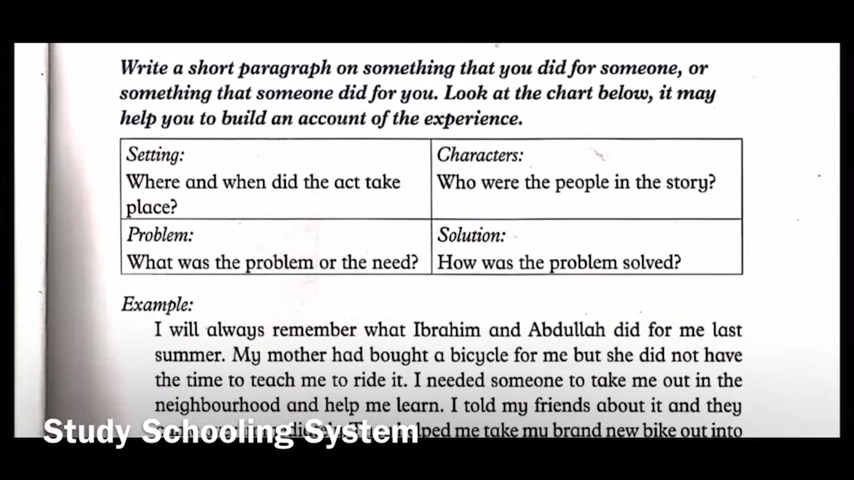 Write a short paragraph on something that you did for someone, or
something that someone did for you. Look at the chart below, it may
help you to build an account of the experience.
Setting:
Where and when did the act take
place?
Characters:
Who were the people in the story?
Problem:
What was the problem or the need?
Solution:
How was the problem solved?
Example:
I will always remember what Ibrahim and Abdullah did for me last
summer. My mother had bought a bicycle for me but she did not have
the time to teach me to ride it. I needed someone to take me out in the
neighbourhood and help me learn. I told my friends about it and they
helped me take my brand new bike out into
Study Schooling System